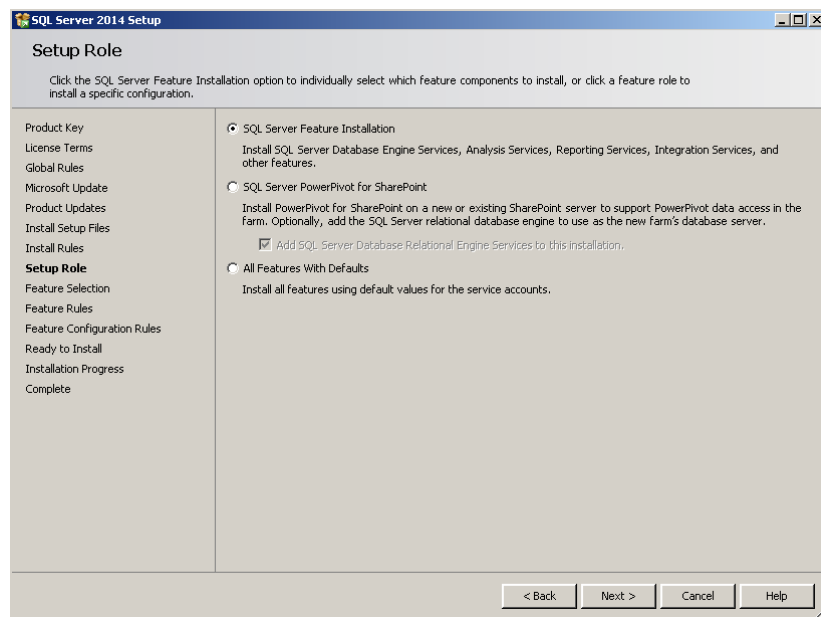 SQL Server 2014 Setup
Setup Role
Click the SQL Server Feature Installation option to individually select which feature components to install, or click a feature role to
install a specific configuration.
Product Key
License Terms
Global Rules
Microsoft Update
Product Updates
Install Setup Files
Install Rules
Setup Role
Feature Selection
Feature Rules
Feature Configuration Rules
Ready to Install
Installation Progress
Complete
SQL Server Feature Installation
Install SQL Server Database Engine Services, Analysis Services, Reporting Services, Integration Services, and
other features.
SQL Server PowerPivot for SharePoint
Install PowerPivot for SharePoint on a new or existing SharePoint server to support PowerPivot data access in the
farm. Optionally, add the SQL Server relational database engine to use as the new farm's database server.
Add SQL Server Database Relational Engine Services to this installation.
All Features With Defaults
Install all features using default values for the service accounts.
< Back
Next >
Cancel
Help